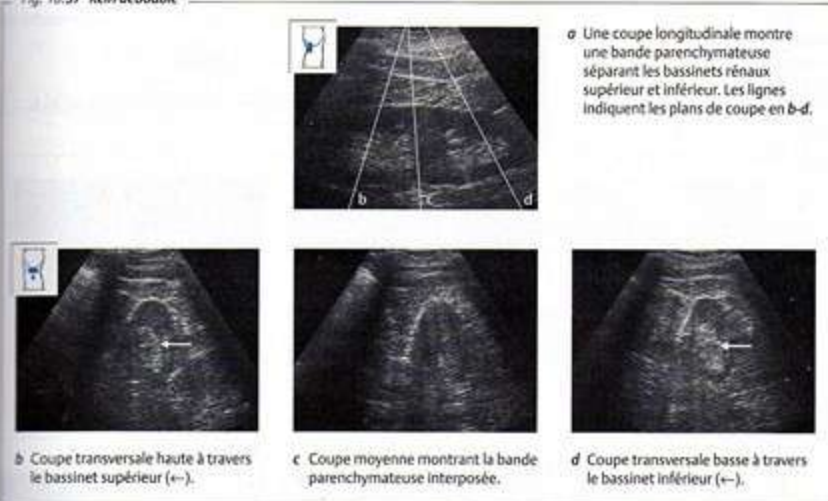 a Une coupe longitudinale montre
une bande parenchymateuse
séparant les bassinets rénaux
supérieur et inférieur. Les lignes
indiquent les plans de coupe en b-d.
b
c
d
b Coupe transversale haute à travers
le bassinet supérieur (←).
c Coupe moyenne montrant la bande
parenchymateuse interposée.
d Coupe transversale basse à travers
le bassinet inférieur (←).